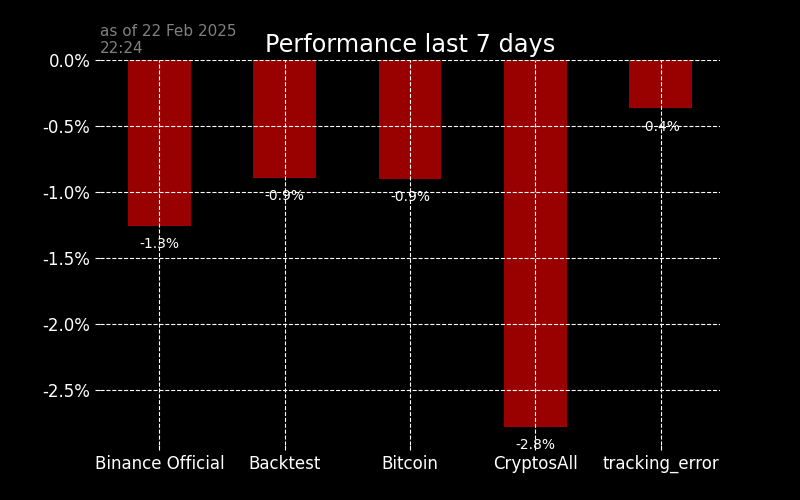 as of 22 Feb 2025
22:24
Performance last 7 days
0.0%
-0.5%
-1.0%
-1.5%
-2.0%
-2.5%
-1.3%
-0.9%
-0.9%
-2.8%
-0.4%
Binance Official
Backtest
Bitcoin
CryptosAll
tracking_error